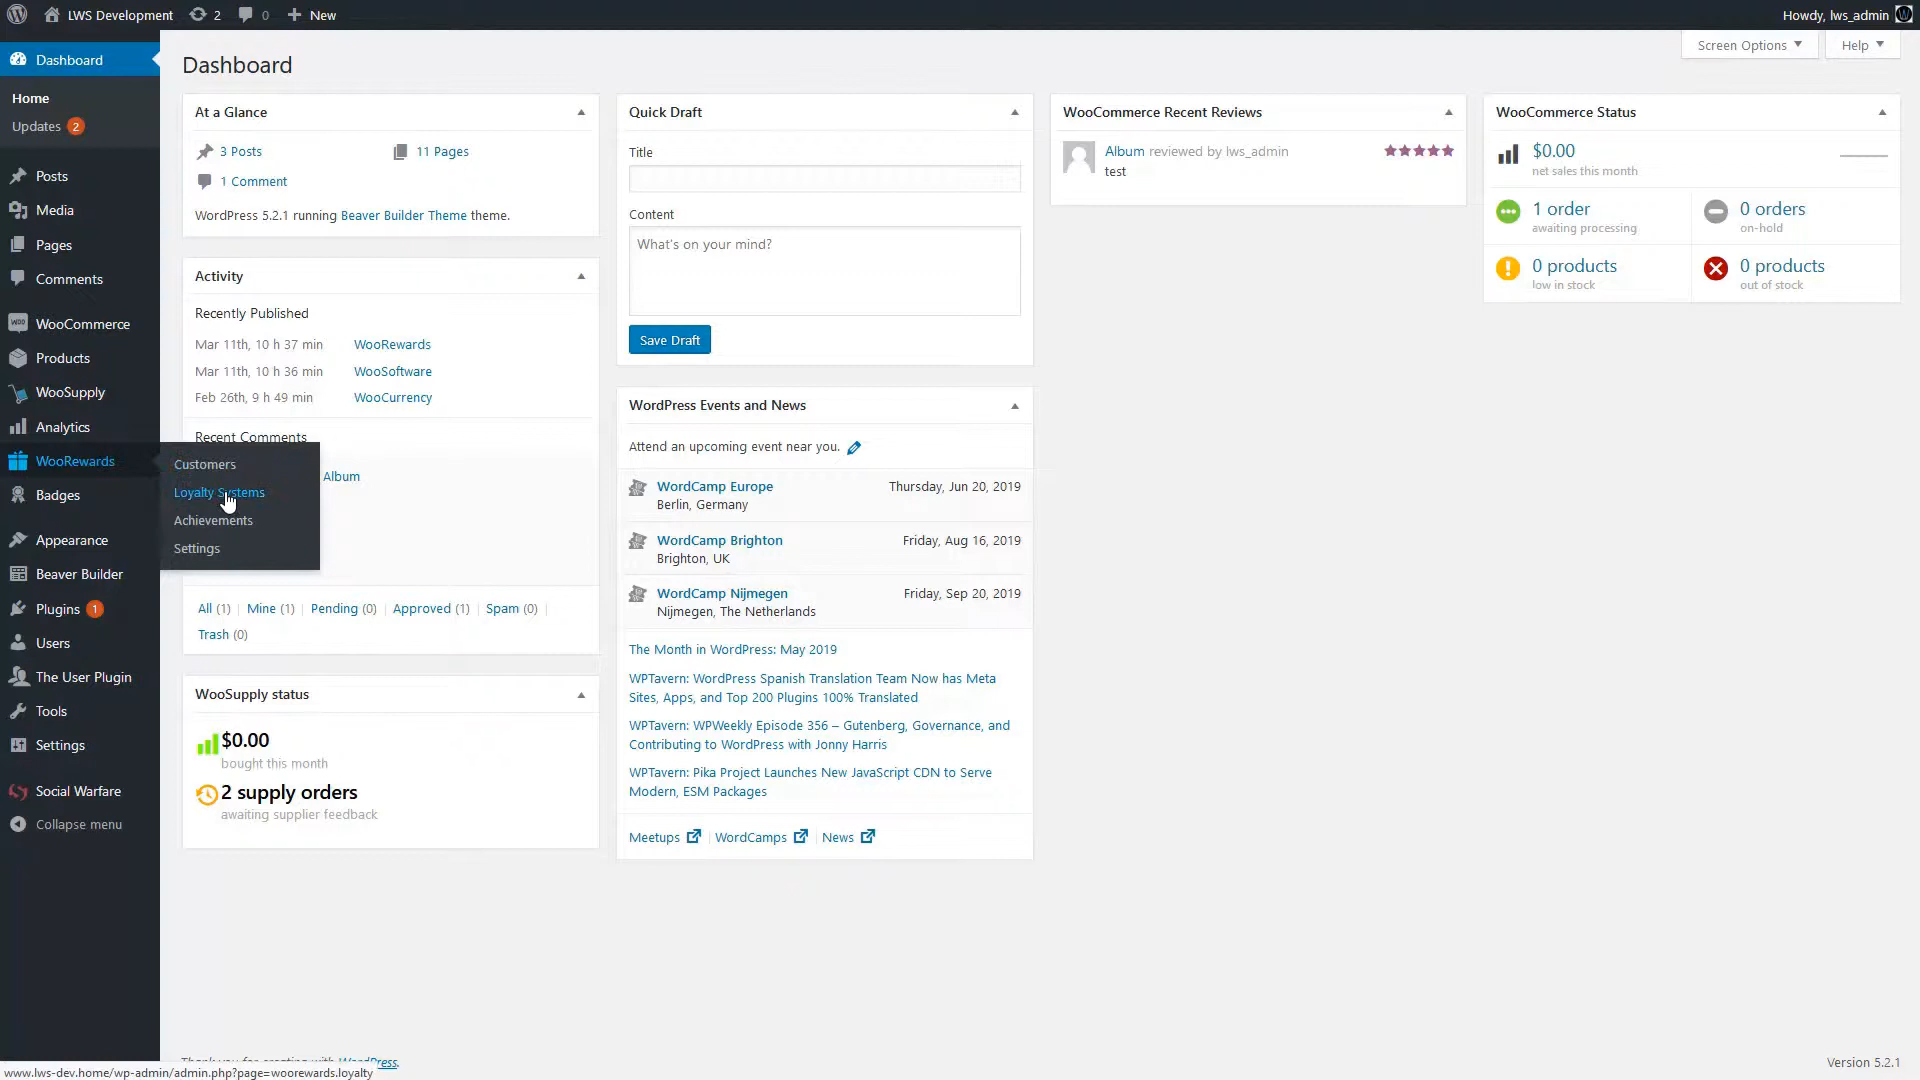 LWS Development
2
0
New
Howdy, lws_admin
Dashboard
Home
Updates 2
Posts
Media
Pages
Comments
WOO
WooCommerce
Products
WooSupply
Analytics
WooRewards
Badges
Appearance
Beaver Builder
Plugins 1
Users
The User Plugin
Tools
Settings
Social Warfare
Collapse menu
Customers
Loyalty Systems
Achievements
Settings
Screen Options
Help
Dashboard
At a Glance
3 Posts
11 Pages
1 Comment
WordPress 5.2.1 running Beaver Builder Theme theme.
Activity
Recently Published
Mar 11th, 10 h 37 min WooRewards
Mar 11th, 10 h 36 min WooSoftware
Feb 26th, 9 h 49 min WooCurrency
Recent Comments
Album
All (1) | Mine (1) | Pending (0) | Approved (1) | Spam (0) |
Trash (0)
WooSupply status
$0.00
bought this month
2 supply orders
awaiting supplier feedback
Quick Draft
Title
Content
What's on your mind?
Save Draft
WordPress Events and News
Attend an upcoming event near you.
WordCamp Europe Thursday, Jun 20, 2019
Berlin, Germany
WordCamp Brighton Friday, Aug 16, 2019
Brighton, UK
WordCamp Nijmegen Friday, Sep 20, 2019
Nijmegen, The Netherlands
The Month in WordPress: May 2019
WPTavern: WordPress Spanish Translation Team Now has Meta
Sites, Apps, and Top 200 Plugins 100% Translated
WPTavern: WPWeekly Episode 356 – Gutenberg, Governance, and
Contributing to WordPress with Jonny Harris
WPTavern: Pika Project Launches New JavaScript CDN to Serve
Modern, ESM Packages
Meetups | WordCamps | News
WooCommerce Recent Reviews
Album reviewed by lws_admin
test
WooCommerce Status
$0.00
net sales this month
1 order
awaiting processing
0 orders
on-hold
0 products
low in stock
0 products
out of stock
Thank you for creating with WordPress.
Version 5.2.1
www.lws-dev.home/wp-admin/admin.php?page=woorewards.loyalty